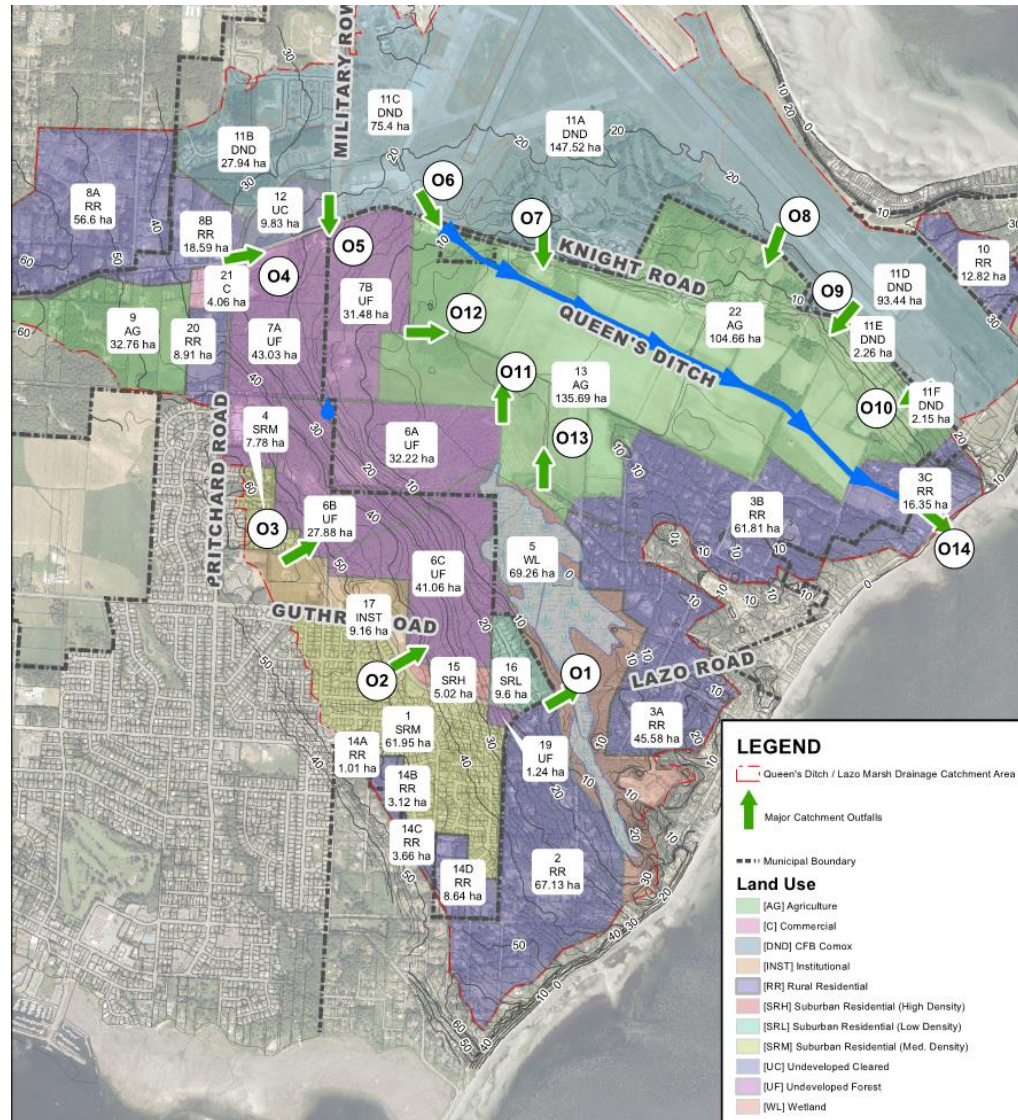 MILITARY ROW
11C
DND
75.4 ha
11A
DND
147.52 ha
11B
DND
27.94 ha
8A
RR
56.6 ha
8B
RR
18.59 ha
12
UC
9.83 ha
O6
O7
O8
O5
O4
KNIGHT ROAD
10
RR
12.82 ha
21
C
4.06 ha
7B
UF
31.48 ha
O9
11D
DND
93.44 ha
9
AG
32.76 ha
20
RR
8.91 ha
7A
UF
43.03 ha
O12
QUEEN'S DITCH
22
AG
104.66 ha
11E
DND
2.26 ha
O11
13
AG
135.69 ha
O10
11F
DND
2.15 ha
PRITCHARD ROAD
4
SRM
7.78 ha
6A
UF
32.22 ha
O13
O3
6B
UF
27.88 ha
3B
RR
61.81 ha
3C
RR
16.35 ha
O14
6C
UF
41.06 ha
5
WL
69.26 ha
17
INST
9.16 ha
ROAD
O2
15
SRH
5.02 ha
16
SRL
9.6 ha
O1
LAZO ROAD
3A
RR
45.58 ha
1
SRM
61.95 ha
14A
RR
1.01 ha
19
UF
1.24 ha
14B
RR
3.12 ha
14C
RR
3.66 ha
14D
RR
8.64 ha
2
RR
67.13 ha
LEGEND
Queen's Ditch / Lazo Marsh Drainage Catchment Area
Major Catchment Outfalls
Municipal Boundary
Land Use
[AG] Agriculture
[C] Commercial
[DND] CFB Comox
[INST] Institutional
[RR] Rural Residential
[SRH] Suburban Residential (High Density)
[SRL] Suburban Residential (Low Density)
[SRM] Suburban Residential (Med. Density)
[UC] Undeveloped Cleared
[UF] Undeveloped Forest
[WL] Wetland